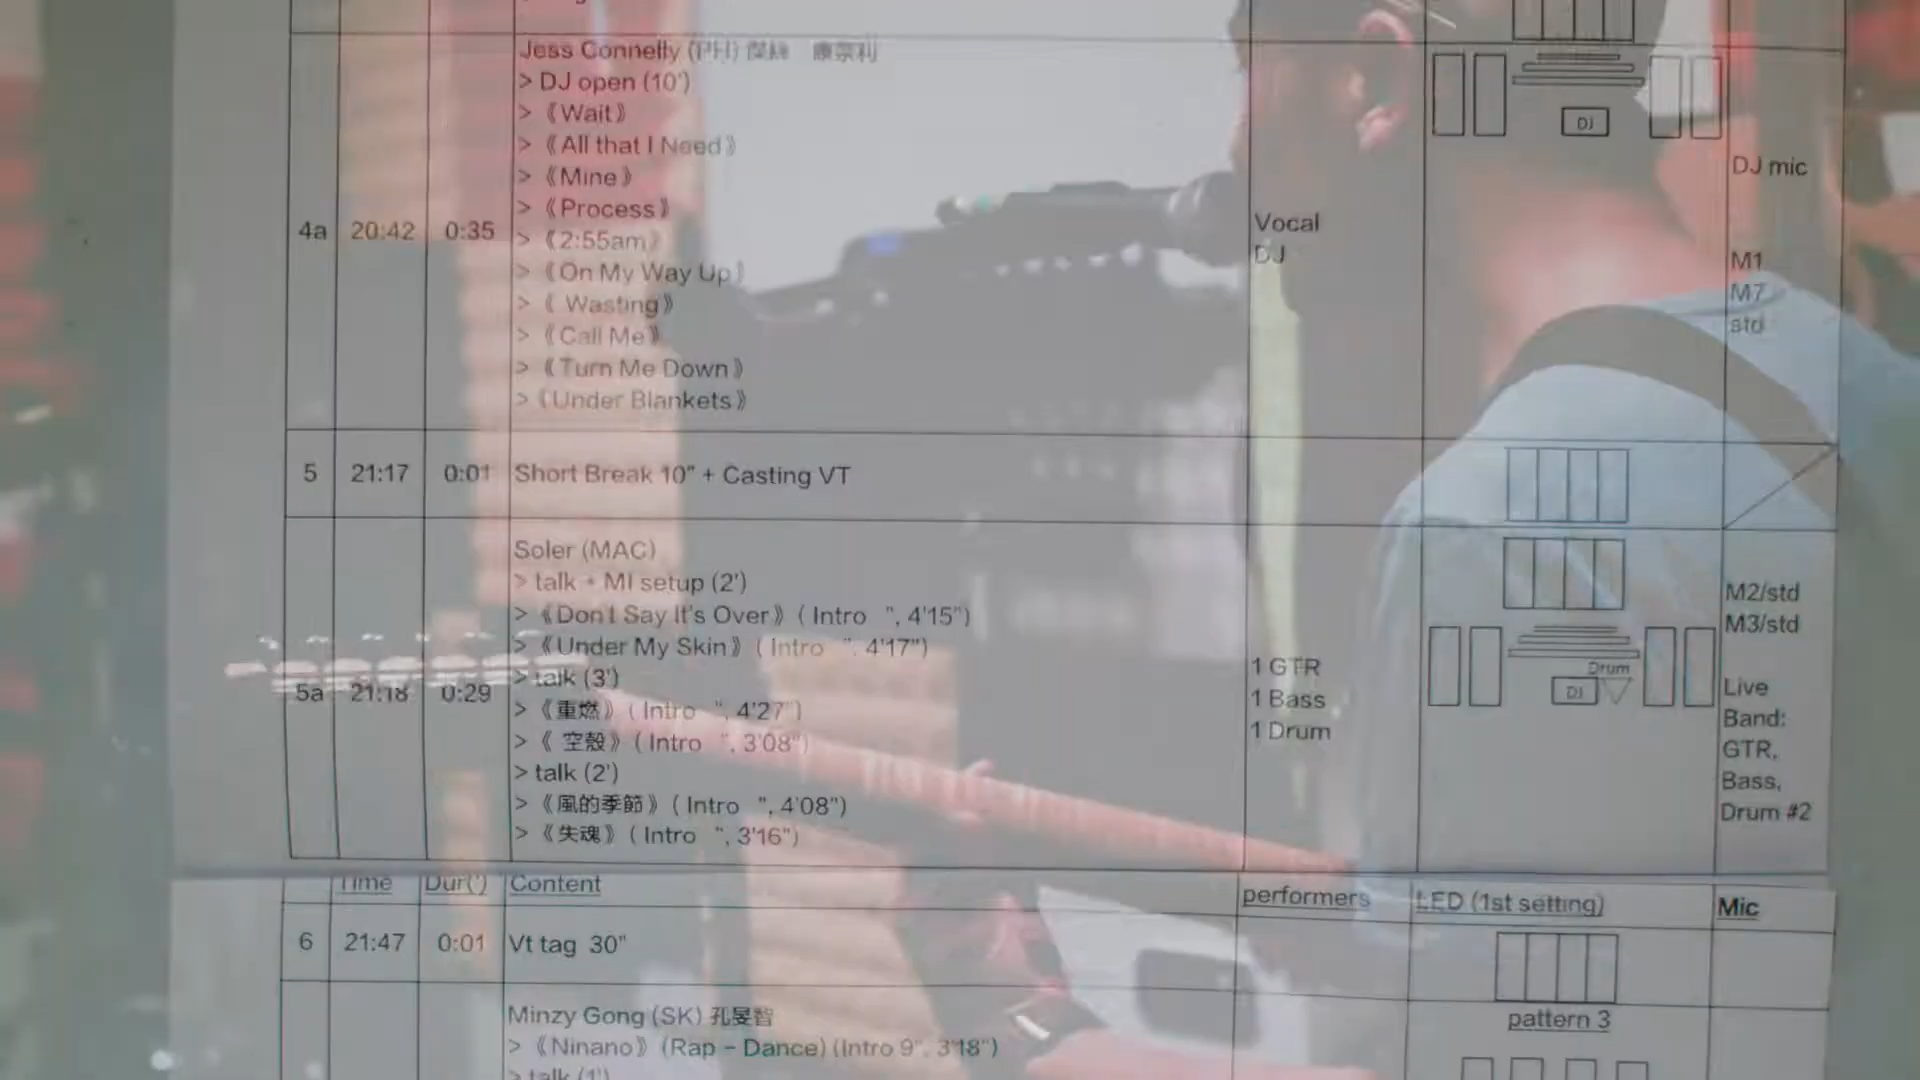 Jess Connelly (PH) 傑絲 康奈利
> DJ open (10')
> 《Wait》
> 《All that I Need》
> 《Mine》
> 《Process》
4a 20:42 0:35
> 《2:55am》
> 《On My Way Up》
> 《 Wasting》
> 《Call Me》
> 《Turn Me Down》
>《Under Blankets》
Vocal
DJ
DJ
DJ mic
M1
M7
std
5 21:17 0:01 Short Break 10" + Casting VT
Soler (MAC)
> talk + MI setup (2')
> 《Don't Say It's Over》( Intro ", 4'15")
> 《Under My Skin》( Intro ", 4'17")
> talk (3')
5a 21:18 0:29
> 《重燃》( Intro ", 4'27")
> 《 空殼》( Intro ", 3'08")
> talk (2')
> 《風的季節》( Intro ", 4'08")
> 《失魂》( Intro ", 3'16")
1 GTR
1 Bass
1 Drum
Drum
DJ
M2/std
M3/std
Live
Band:
GTR,
Bass,
Drum #2
Time Dur(') Content performers LED (1st setting) Mic
6 21:47 0:01 Vt tag 30"
pattern 3
Minzy Gong (SK) 孔旻智
> 《Ninano》(Rap – Dance) (Intro 9", 3'18")
> talk (1')